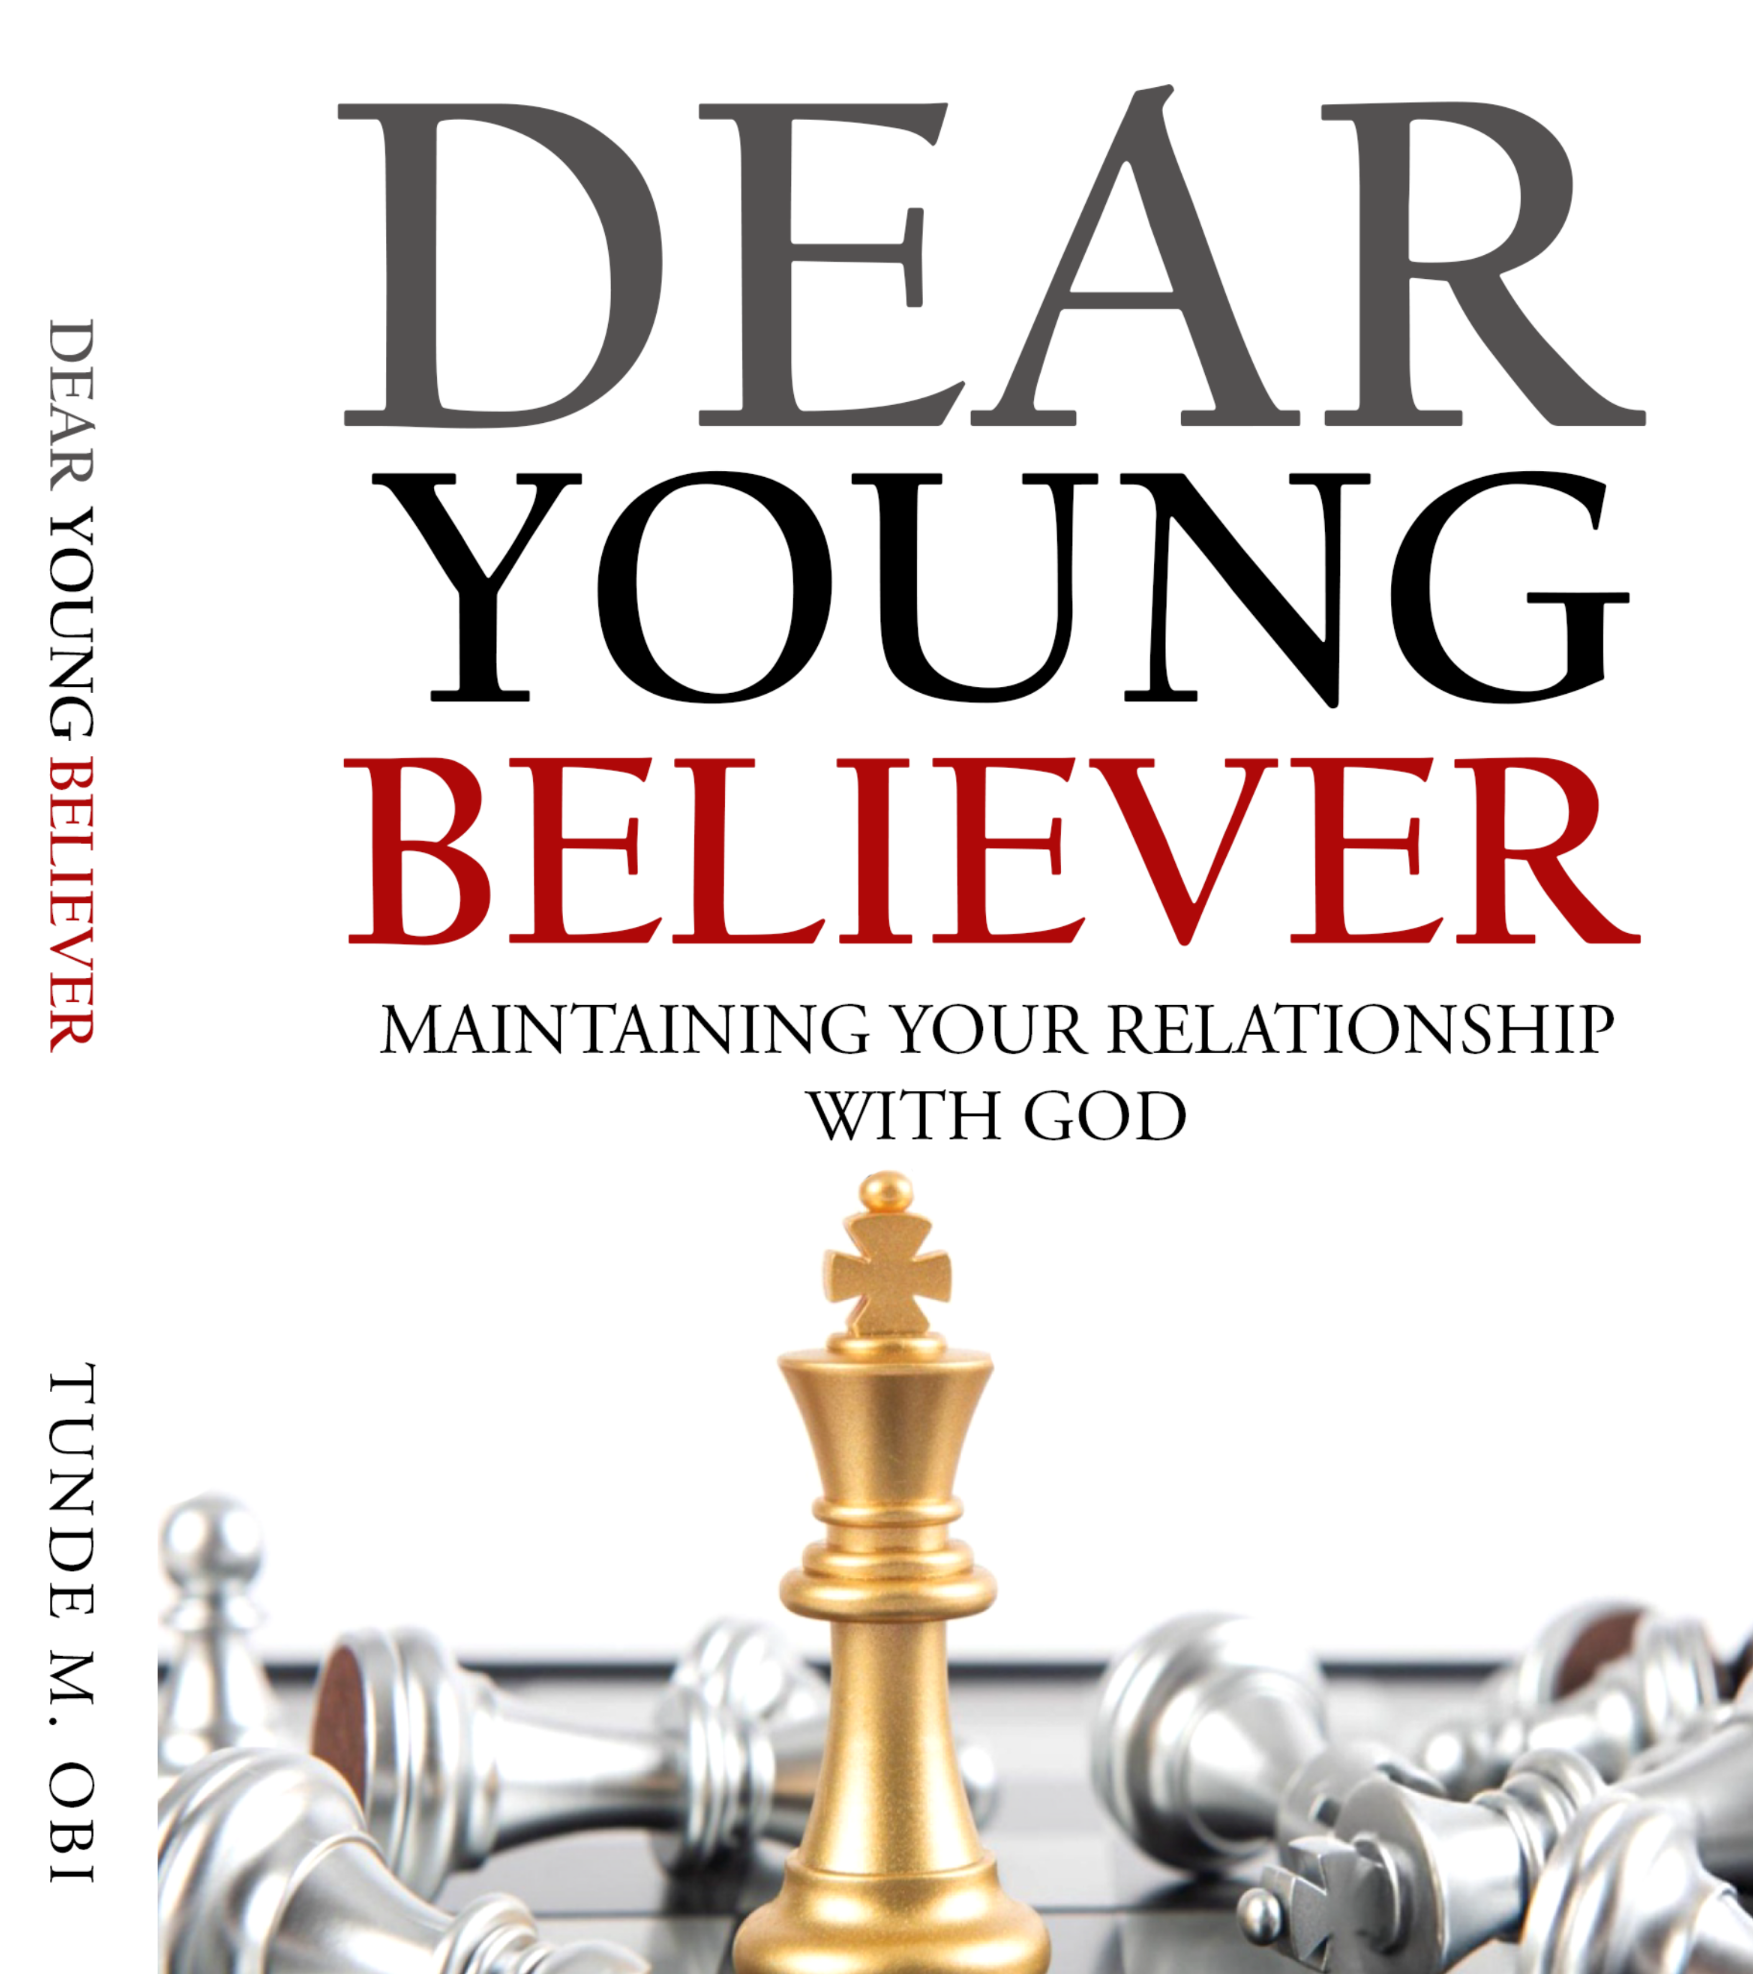 DEAR YOUNG BELIEVER
TUNDE M. OBI
DEAR
YOUNG
BELIEVER
MAINTAINING YOUR RELATIONSHIP
WITH GOD